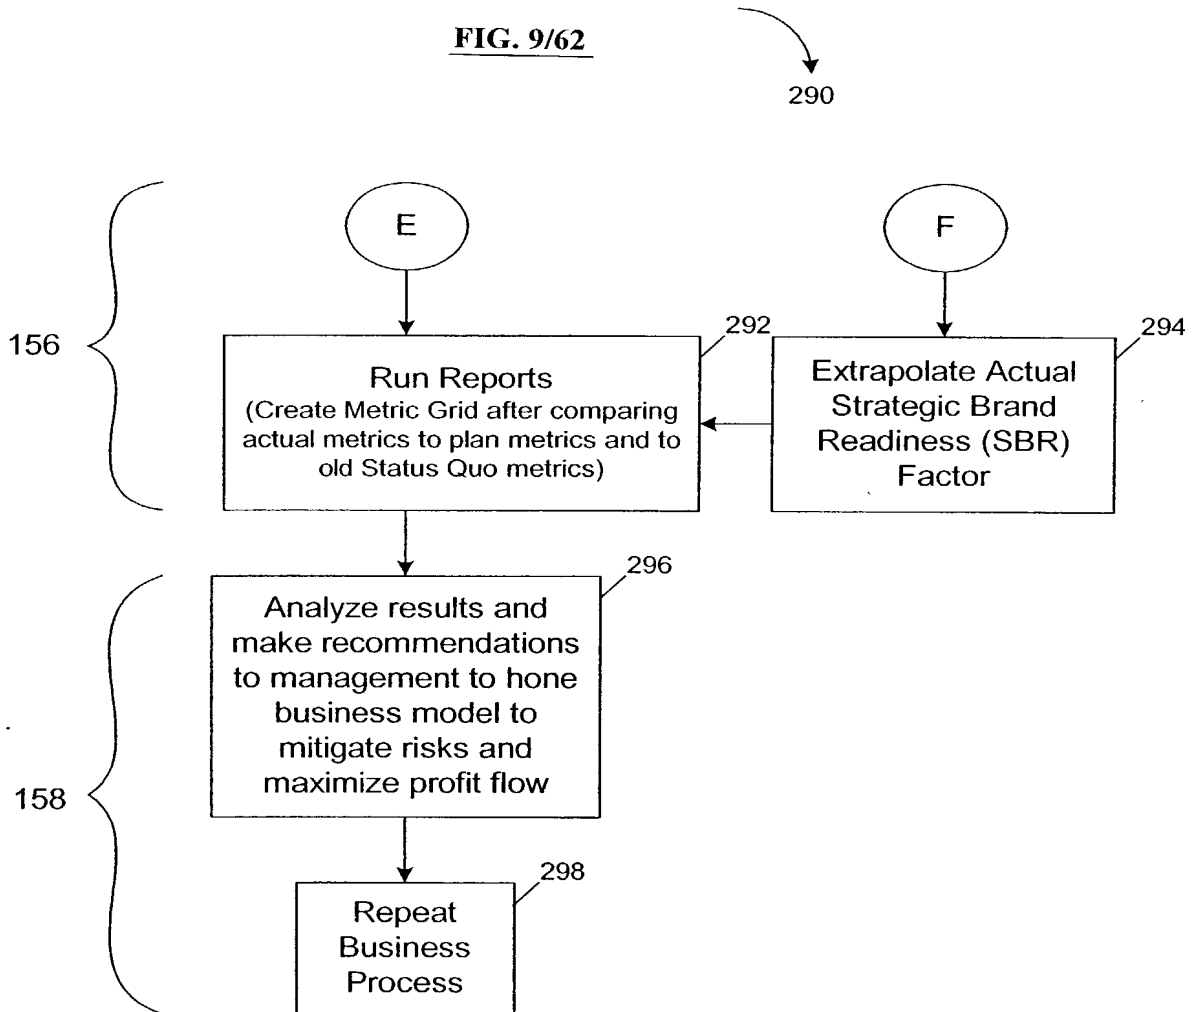 FIG. 9/62
290
E
F
156
292
294
Run Reports
(Create Metric Grid after comparing
actual metrics to plan metrics and to
old Status Quo metrics)
Extrapolate Actual
Strategic Brand
Readiness (SBR)
Factor
296
Analyze results and
make recommendations
to management to hone
business model to
mitigate risks and
maximize profit flow
158
298
Repeat
Business
Process